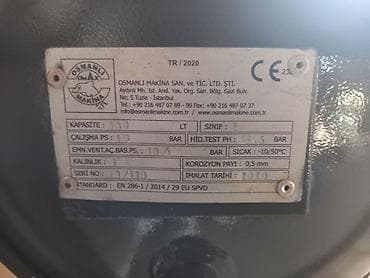 TR / 2020
OSMANLI
MAKİNA
OSMANLI MAKİNA SAN. ve TİC. LTD. ŞTİ.
Aydınlı Mh. İst. And. Yak. Org. San. Bölg. Gazi Bulv.
No: 5 Tuzla - İstanbul
Tel.: +90 216 487 07 89 - 90 Fax: +90 216 487 07 37
info@osmanlimakine.com - www.osmanlimakine.com.tr
CE
KAPASİTE LT SINIF
ÇALIŞMA PS BAR HİD.TEST PH BAR
EMN.VENT.AÇ.BAS.PS. BAR SICAK -10/50°C
KALINLIK 3 KOROZYON PAYI : 0,5 mm
SERİ NO İMALAT TARİHİ 2020
STANDARD : EN 286-1 / 2014 / 29 EU SPVD